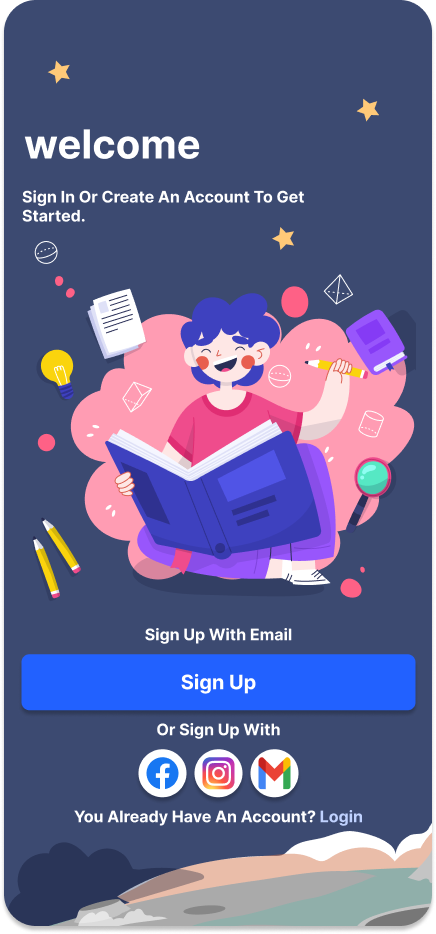 welcome
Sign In Or Create An Account To Get
Started.
Sign Up With Email
Sign Up
Or Sign Up With
You Already Have An Account? Login